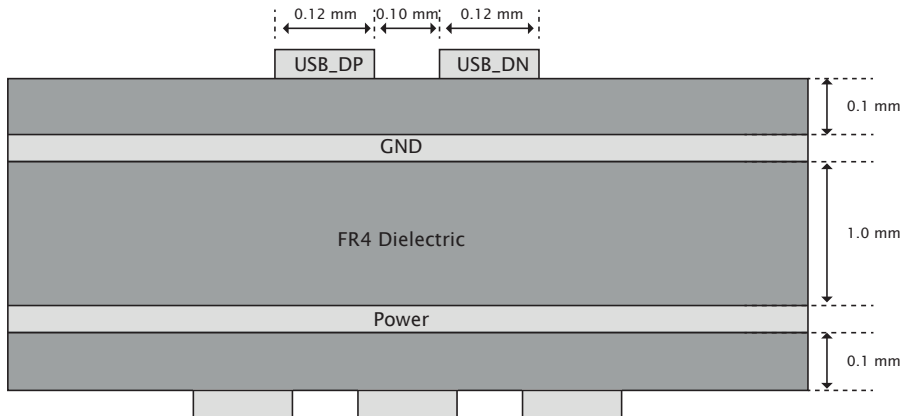 0.12 mm 0.10 mm 0.12 mm
USB_DP USB_DN
0.1 mm
GND
1.0 mm
FR4 Dielectric
Power
0.1 mm